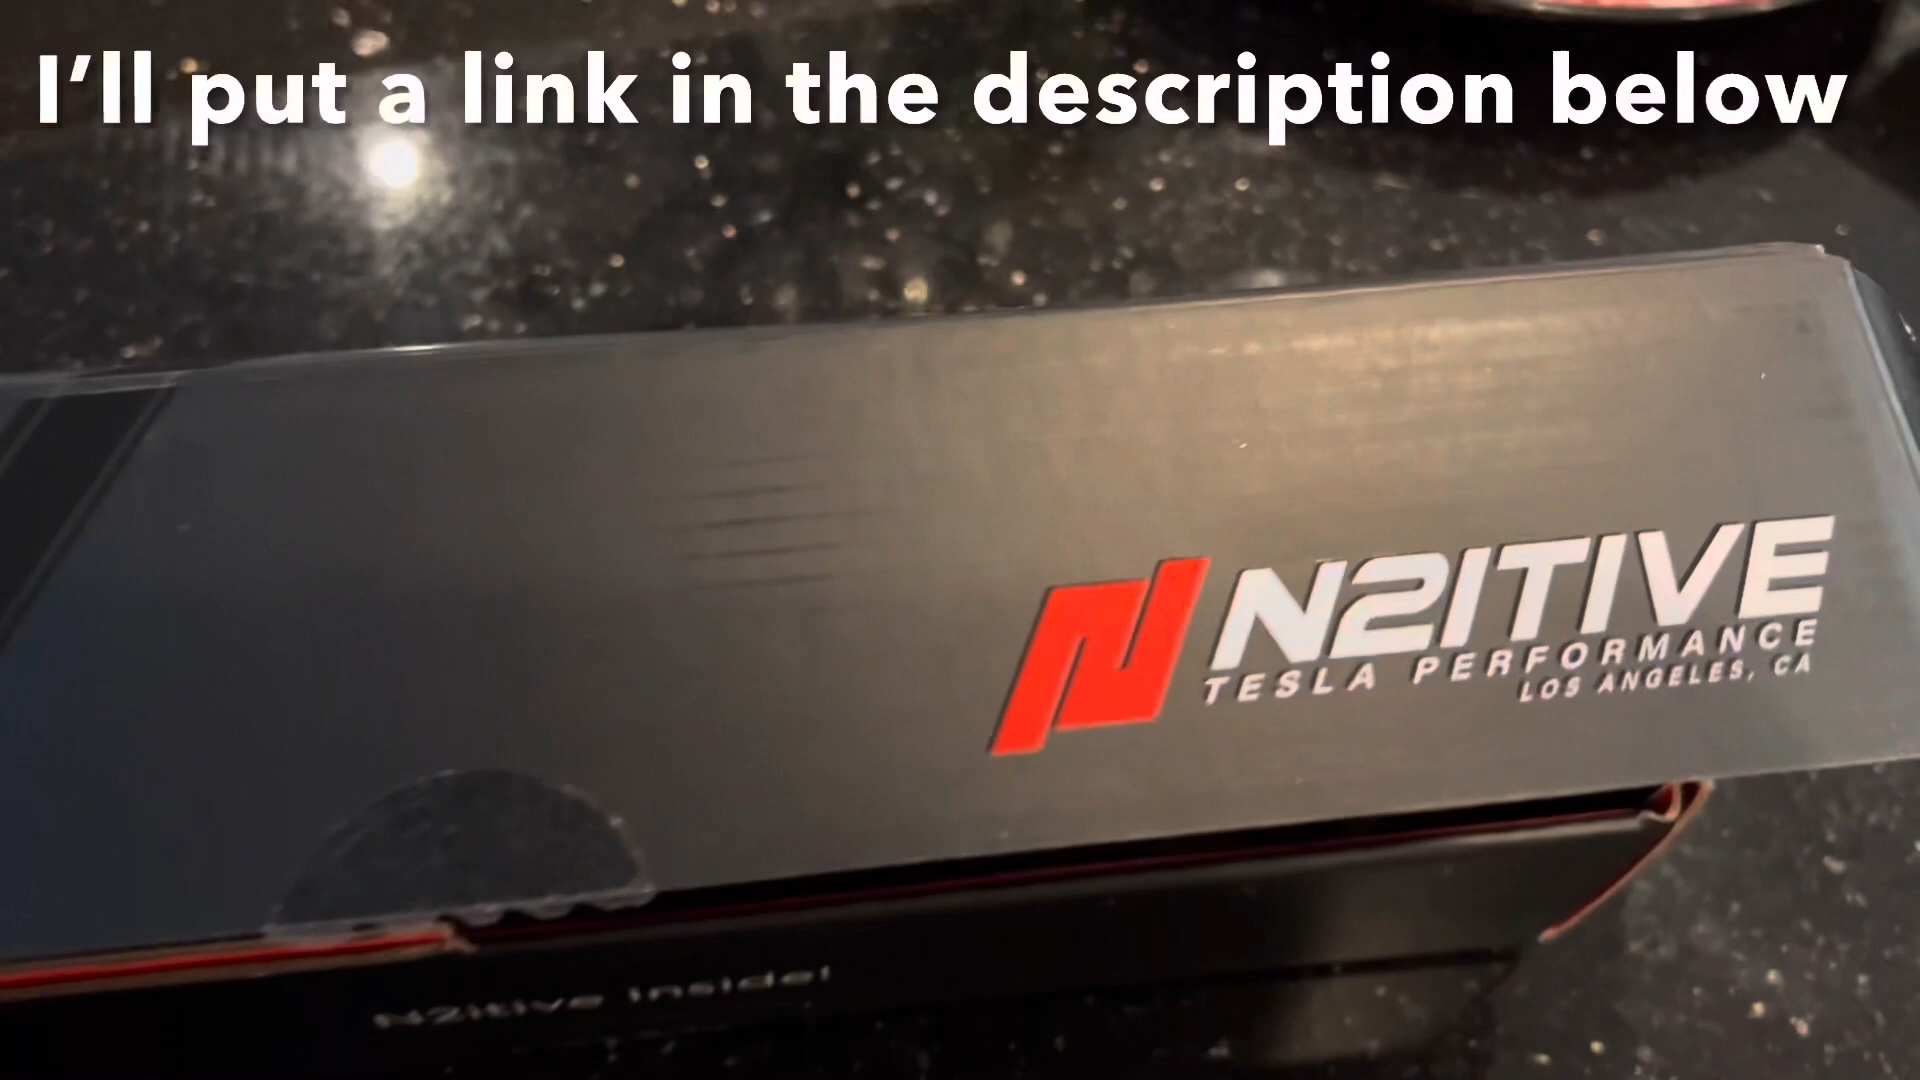 I’ll put a link in the description below
N2ITIVE
TESLA PERFORMANCE
LOS ANGELES, CA
N2itive Inside!